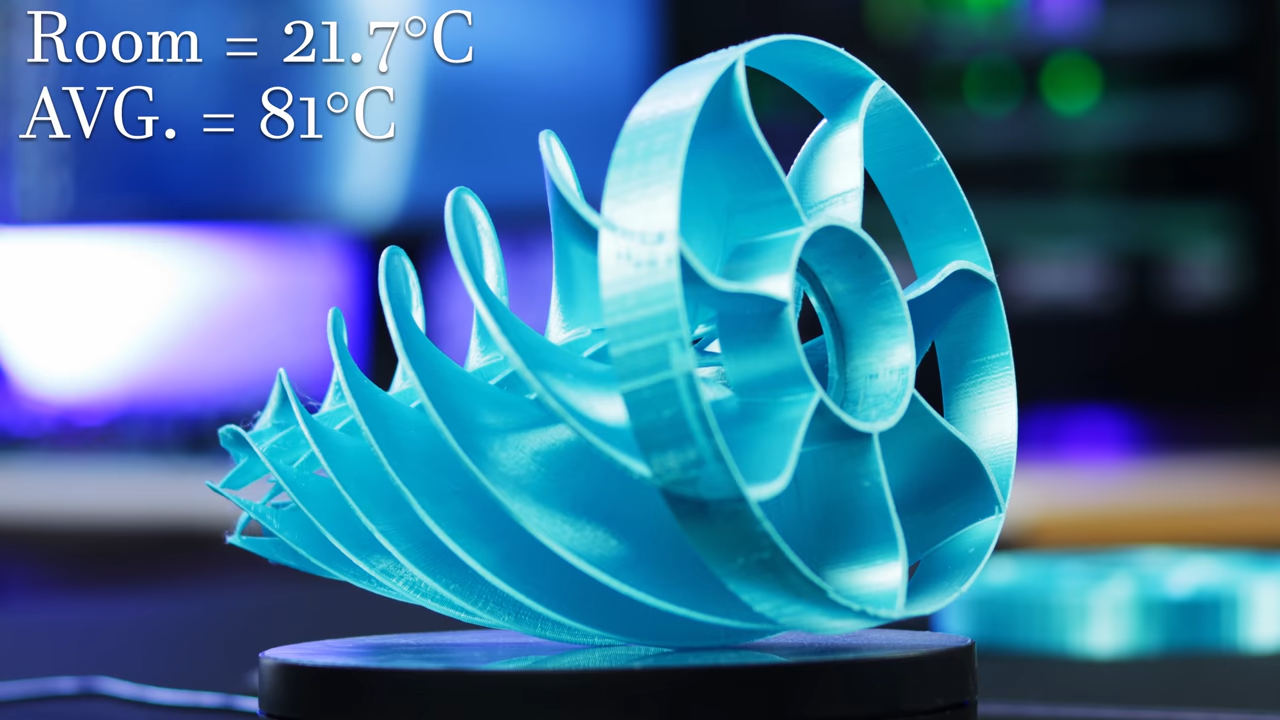 Room = 21.7°C
AVG. = 81°C